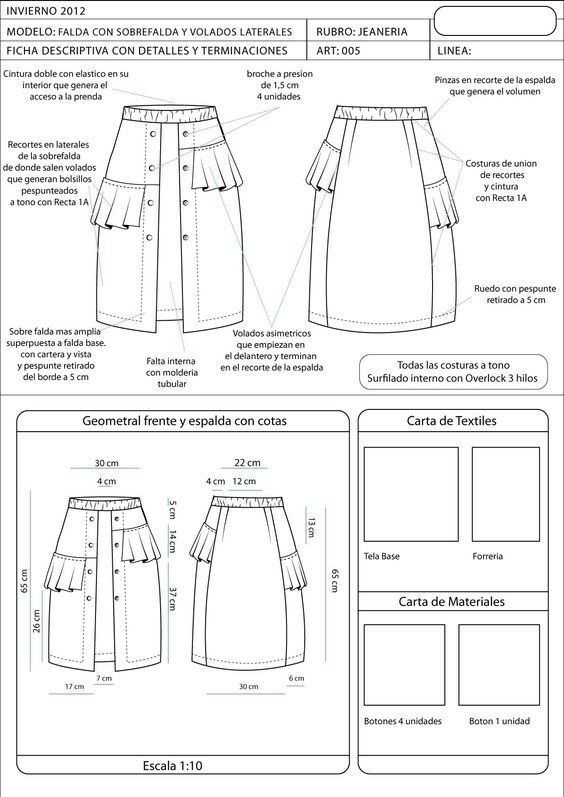 INVIERNO 2012
MODELO: FALDA CON SOBREFALDA Y VOLADOS LATERALES
RUBRO: JEANERIA
FICHA DESCRIPTIVA CON DETALLES Y TERMINACIONES
ART: 005
LINEA:
Cintura doble con elastico en su
interior que genera el
acceso a la prenda
broche a presion
de 1,5 cm
4 unidades
Pinzas en recorte de la espalda
que genera el volumen
Recortes en laterales
de la sobrefalda
de donde salen volados
que generan bolsillos
pespunteados
a tono con Recta 1A
Costuras de union
de recortes
y cintura
con Recta 1A
Ruedo con pespunte
retirado a 5 cm
Sobre falda mas amplia
superpuesta a falda base.
con cartera y vista
y pespunte retirado
del borde a 5 cm
Falta interna
con molderia
tubular
Volados asimetricos
que empiezan en
el delantero y terminan
en el recorte de la espalda
Todas las costuras a tono
Surfilado interno con Overlock 3 hilos
Geometral frente y espalda con cotas
30 cm
4 cm
22 cm
4 cm
12 cm
5 cm
14 cm
37 cm
65 cm
26 cm
13 cm
65 cm
17 cm
7 cm
30 cm
6 cm
Escala 1:10
Carta de Textiles
Tela Base
Forreria
Carta de Materiales
Botones 4 unidades
Boton 1 unidad